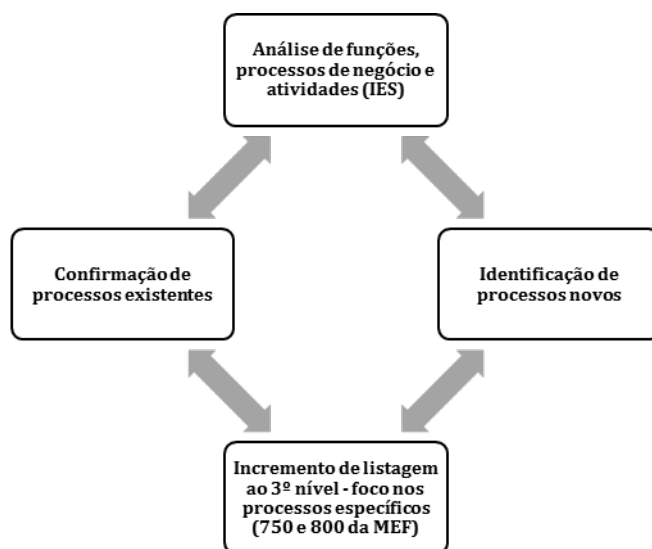 Análise de funções,
processos de negócio e
atividades (IES)
Confirmação de
processos existentes
Identificação de
processos novos
Incremento de listagem
ao 3º nível - foco nos
processos específicos
(750 e 800 da MEF)